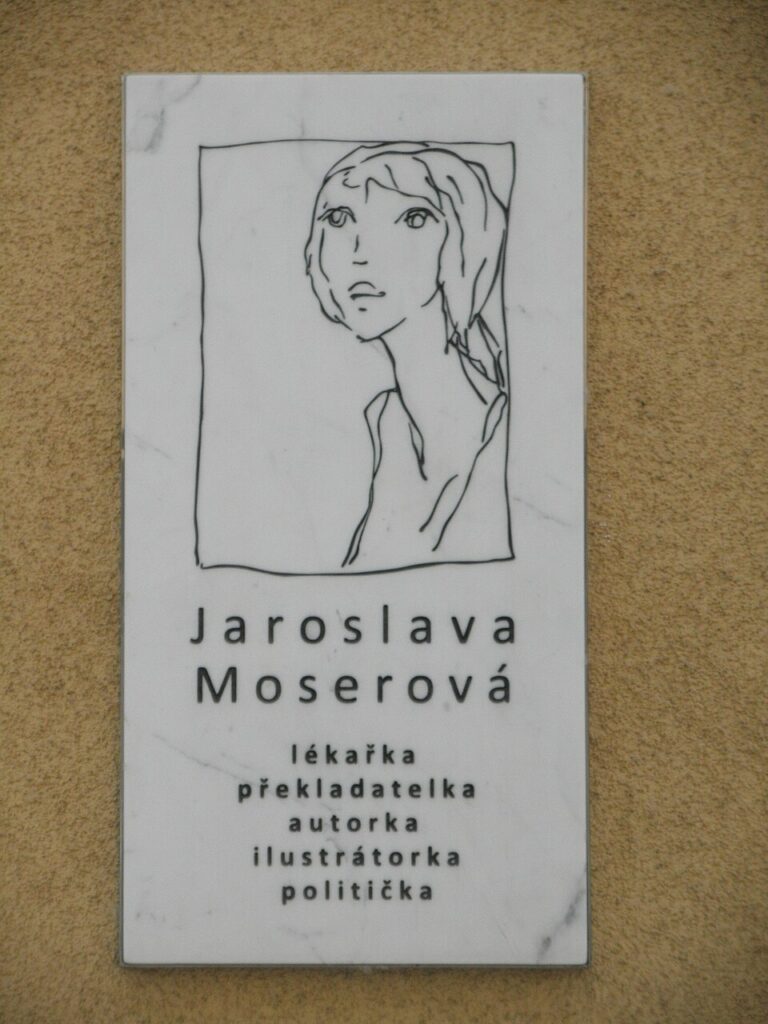 Jaroslava
Moserová
lékařka
překladatelka
autorka
ilustrátorka
politička